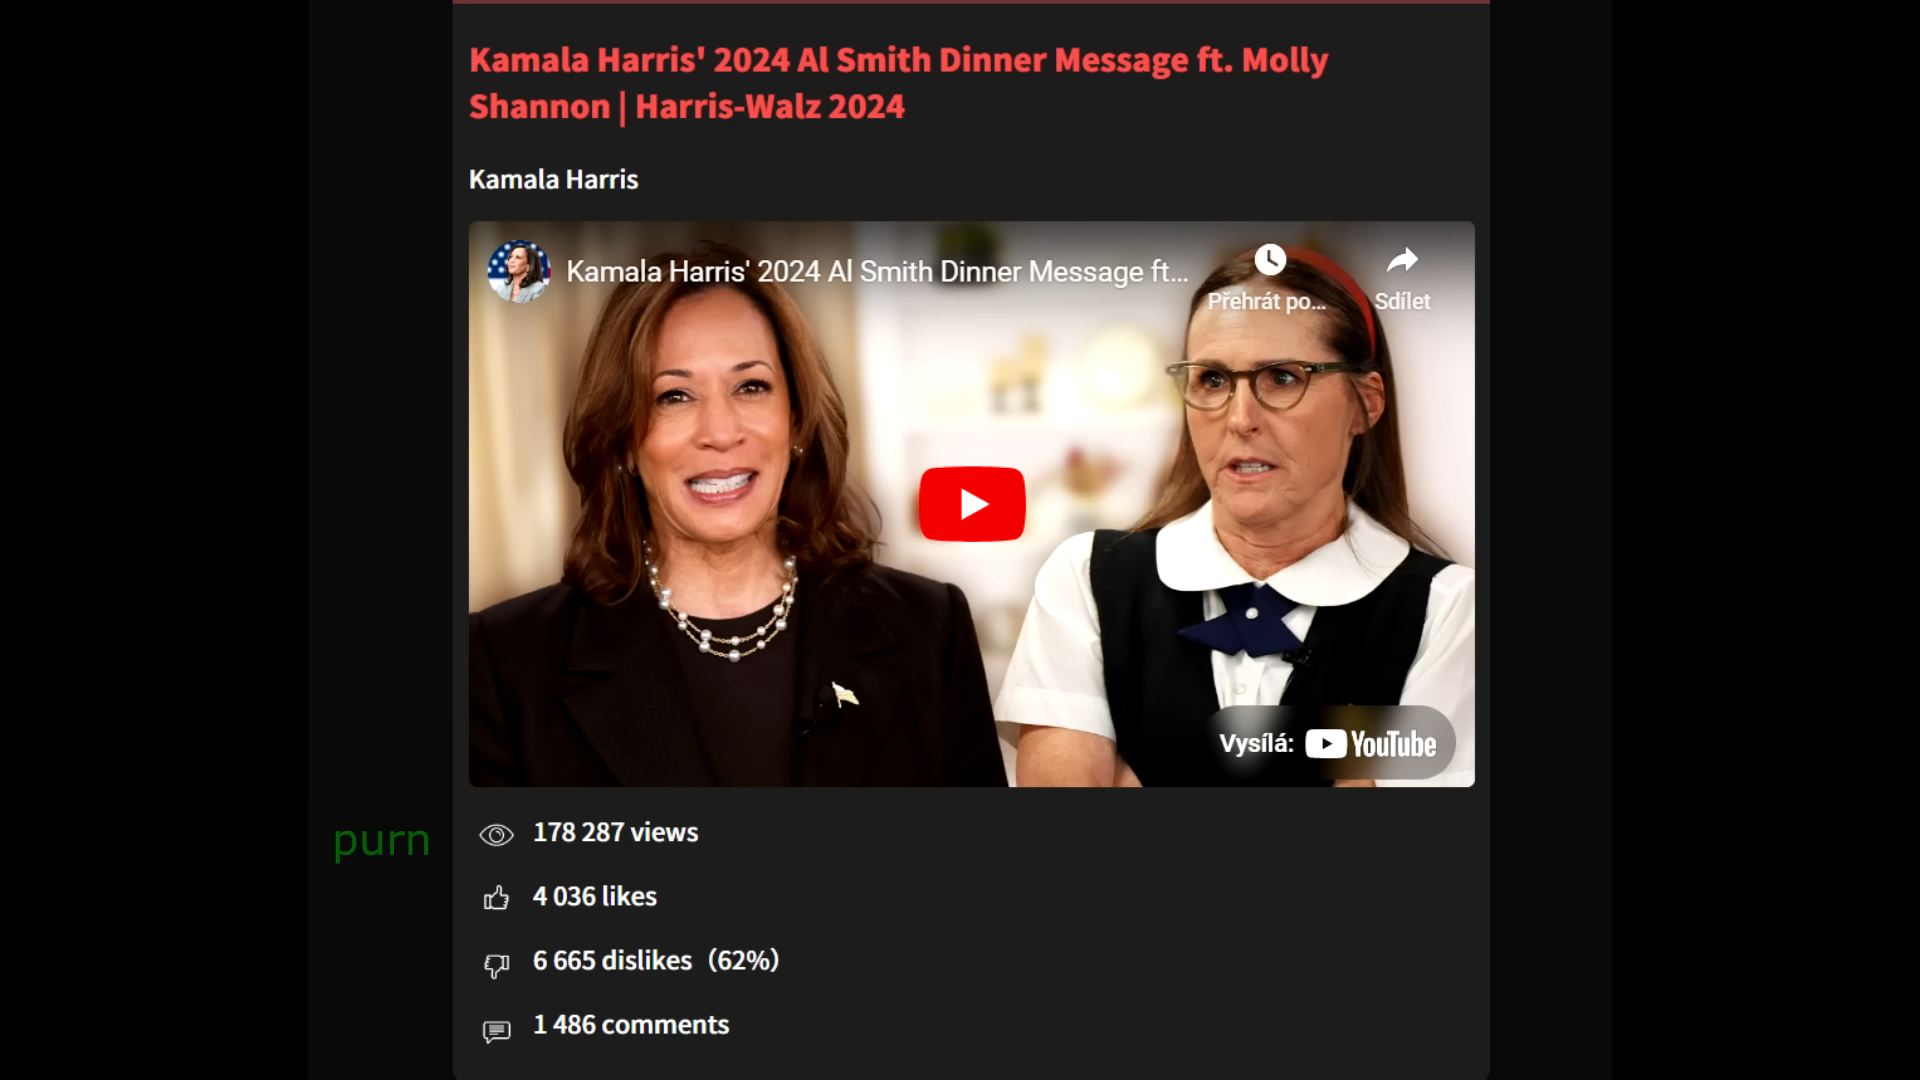 Kamala Harris' 2024 Al Smith Dinner Message ft. Molly
Shannon | Harris-Walz 2024
Kamala Harris
Kamala Harris' 2024 Al Smith Dinner Message ft...
Přehrát po...
Sdílet
Vysílá: YouTube
purn
178 287 views
4 036 likes
6 665 dislikes (62%)
1 486 comments